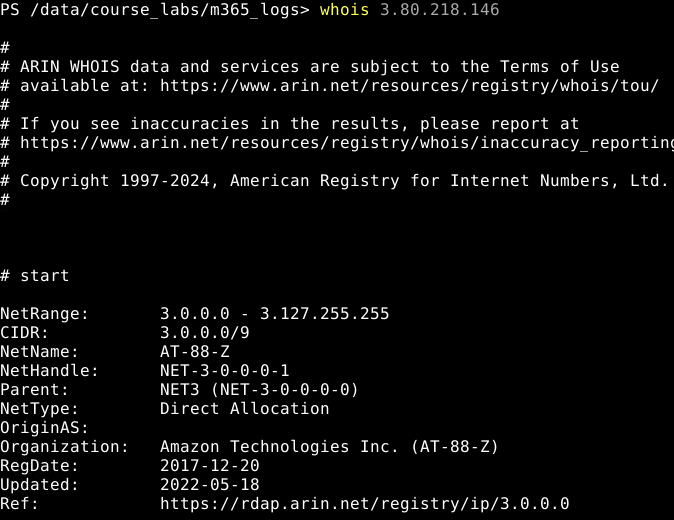 PS /data/course_labs/m365_logs> whois 3.80.218.146
#
# ARIN WHOIS data and services are subject to the Terms of Use
# available at: https://www.arin.net/resources/registry/whois/tou/
#
# If you see inaccuracies in the results, please report at
# https://www.arin.net/resources/registry/whois/inaccuracy_reporting
#
# Copyright 1997-2024, American Registry for Internet Numbers, Ltd.
#
# start
NetRange: 3.0.0.0 - 3.127.255.255
CIDR: 3.0.0.0/9
NetName: AT-88-Z
NetHandle: NET-3-0-0-0-1
Parent: NET3 (NET-3-0-0-0-0)
NetType: Direct Allocation
OriginAS:
Organization: Amazon Technologies Inc. (AT-88-Z)
RegDate: 2017-12-20
Updated: 2022-05-18
Ref: https://rdap.arin.net/registry/ip/3.0.0.0